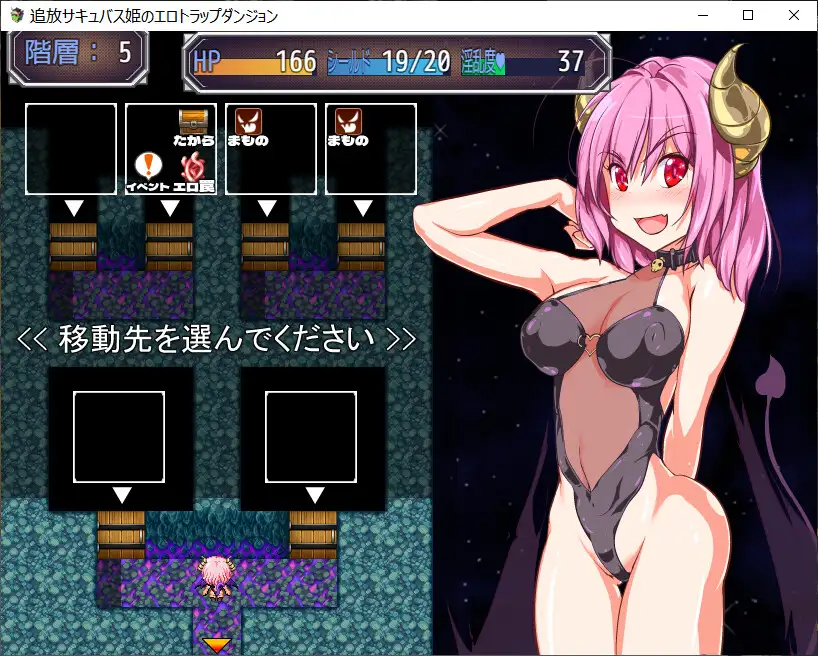 追放サキュバス姫のエロトラップダンジョン
階層： 5
HP 166 シールド 19/20 淫乱度♥ 37
たから
イベント エロ罠
まもの
まもの
<< 移動先を選んでください >>